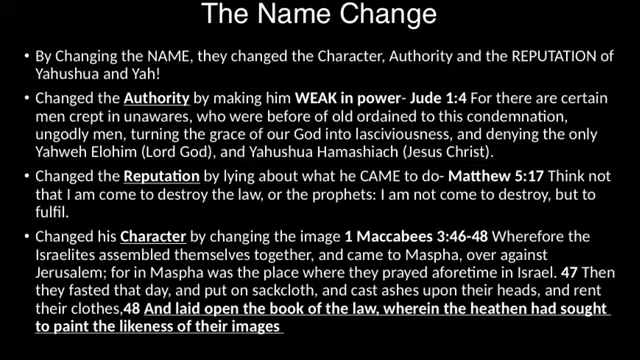 The Name Change
• By Changing the NAME, they changed the Character, Authority and the REPUTATION of
Yahushua and Yah!
• Changed the Authority by making him WEAK in power- Jude 1:4 For there are certain
men crept in unawares, who were before of old ordained to this condemnation,
ungodly men, turning the grace of our God into lasciviousness, and denying the only
Yahweh Elohim (Lord God), and Yahushua Hamashiach (Jesus Christ).
• Changed the Reputation by lying about what he CAME to do- Matthew 5:17 Think not
that I am come to destroy the law, or the prophets: I am not come to destroy, but to
fulfil.
• Changed his Character by changing the image 1 Maccabees 3:46-48 Wherefore the
Israelites assembled themselves together, and came to Maspha, over against
Jerusalem; for in Maspha was the place where they prayed aforetime in Israel. 47 Then
they fasted that day, and put on sackcloth, and cast ashes upon their heads, and rent
their clothes,48 And laid open the book of the law, wherein the heathen had sought
to paint the likeness of their images